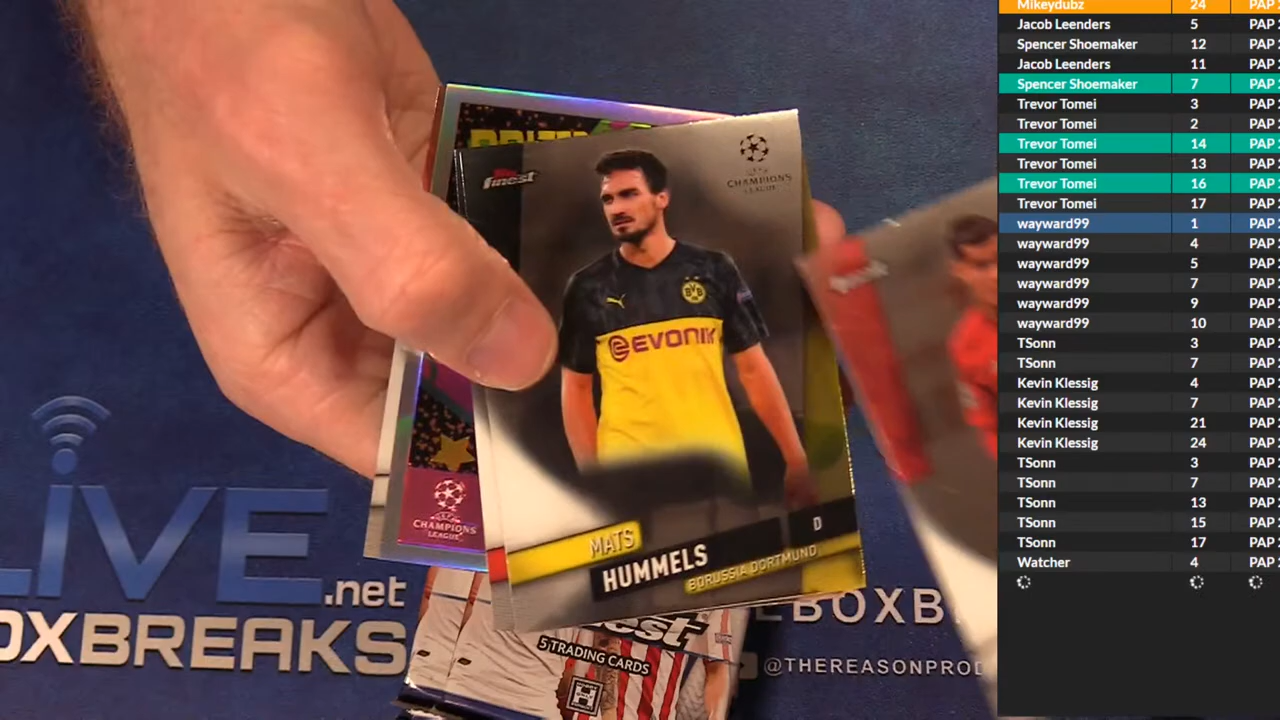 Mikeydubz 24 PAP
Jacob Leenders 5 PAP
Spencer Shoemaker 12 PAP
Jacob Leenders 11 PAP
Spencer Shoemaker 7 PAP
Trevor Tomei 3 PAP
Trevor Tomei 2 PAP
Trevor Tomei 14 PAP
Trevor Tomei 13 PAP
Trevor Tomei 16 PAP
Trevor Tomei 17 PAP
wayward99 1 PAP
wayward99 4 PAP
wayward99 5 PAP
wayward99 7 PAP
wayward99 9 PAP
wayward99 10 PAP
TSonn 3 PAP
TSonn 7 PAP
Kevin Klessig 4 PAP
Kevin Klessig 7 PAP
Kevin Klessig 21 PAP
Kevin Klessig 24 PAP
TSonn 3 PAP
TSonn 7 PAP
TSonn 13 PAP
TSonn 15 PAP
TSonn 17 PAP
Watcher 4 PAP
finest
UEFA
CHAMPIONS
LEAGUE
BVB
EVONIK
MATS
HUMMELS
D
BORUSSIA DORTMUND
UEFA
CHAMPIONS
LEAGUE
LIVE.net
OXBREAKS
EBOXB
@THEREASONPROD
5 TRADING CARDS